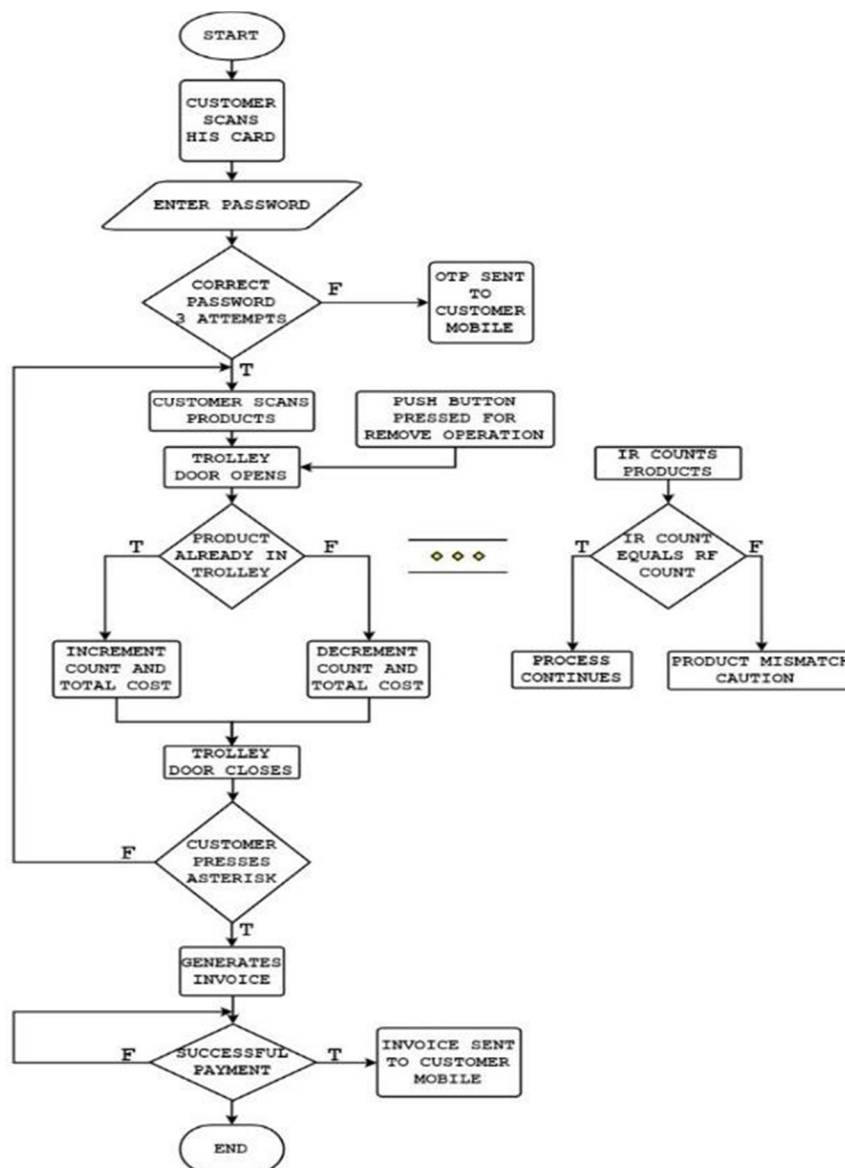 START
CUSTOMER
SCANS
HIS CARD
ENTER PASSWORD
CORRECT
PASSWORD
3 ATTEMPTS
F
OTP SENT
TO
CUSTOMER
MOBILE
T
CUSTOMER SCANS
PRODUCTS
PUSH BUTTON
PRESSED FOR
REMOVE OPERATION
TROLLEY
DOOR OPENS
IR COUNTS
PRODUCTS
PRODUCT
ALREADY IN
TROLLEY
T
F
IR COUNT
EQUALS RF
COUNT
T
F
INCREMENT
COUNT AND
TOTAL COST
DECREMENT
COUNT AND
TOTAL COST
PROCESS
CONTINUES
PRODUCT MISMATCH
CAUTION
TROLLEY
DOOR CLOSES
CUSTOMER
PRESSES
ASTERISK
F
T
GENERATES
INVOICE
SUCCESSFUL
PAYMENT
F
T
INVOICE SENT
TO CUSTOMER
MOBILE
END